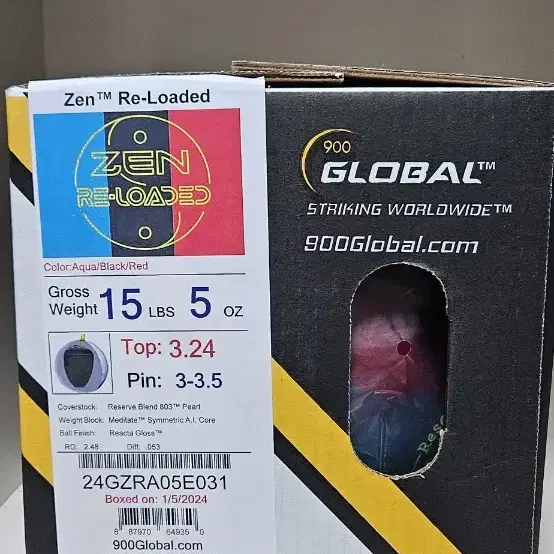 Zen™ Re-Loaded
ZEN
RE-LOADED
Color:Aqua/Black/Red
Gross Weight 15 LBS 5 OZ
Top: 3.24
Pin: 3-3.5
Coverstock: Reserve Blend 803™ Pearl
Weight Block: Meditate™ Symmetric A.I. Core
Ball Finish: Reacta Gloss™
RG: 2.48 Diff: .053
24GZRA05E031
Boxed on: 1/5/2024
8 87970 64935 0
900Global.com
900
GLOBAL™
STRIKING WORLDWIDE™
900Global.com
Rese